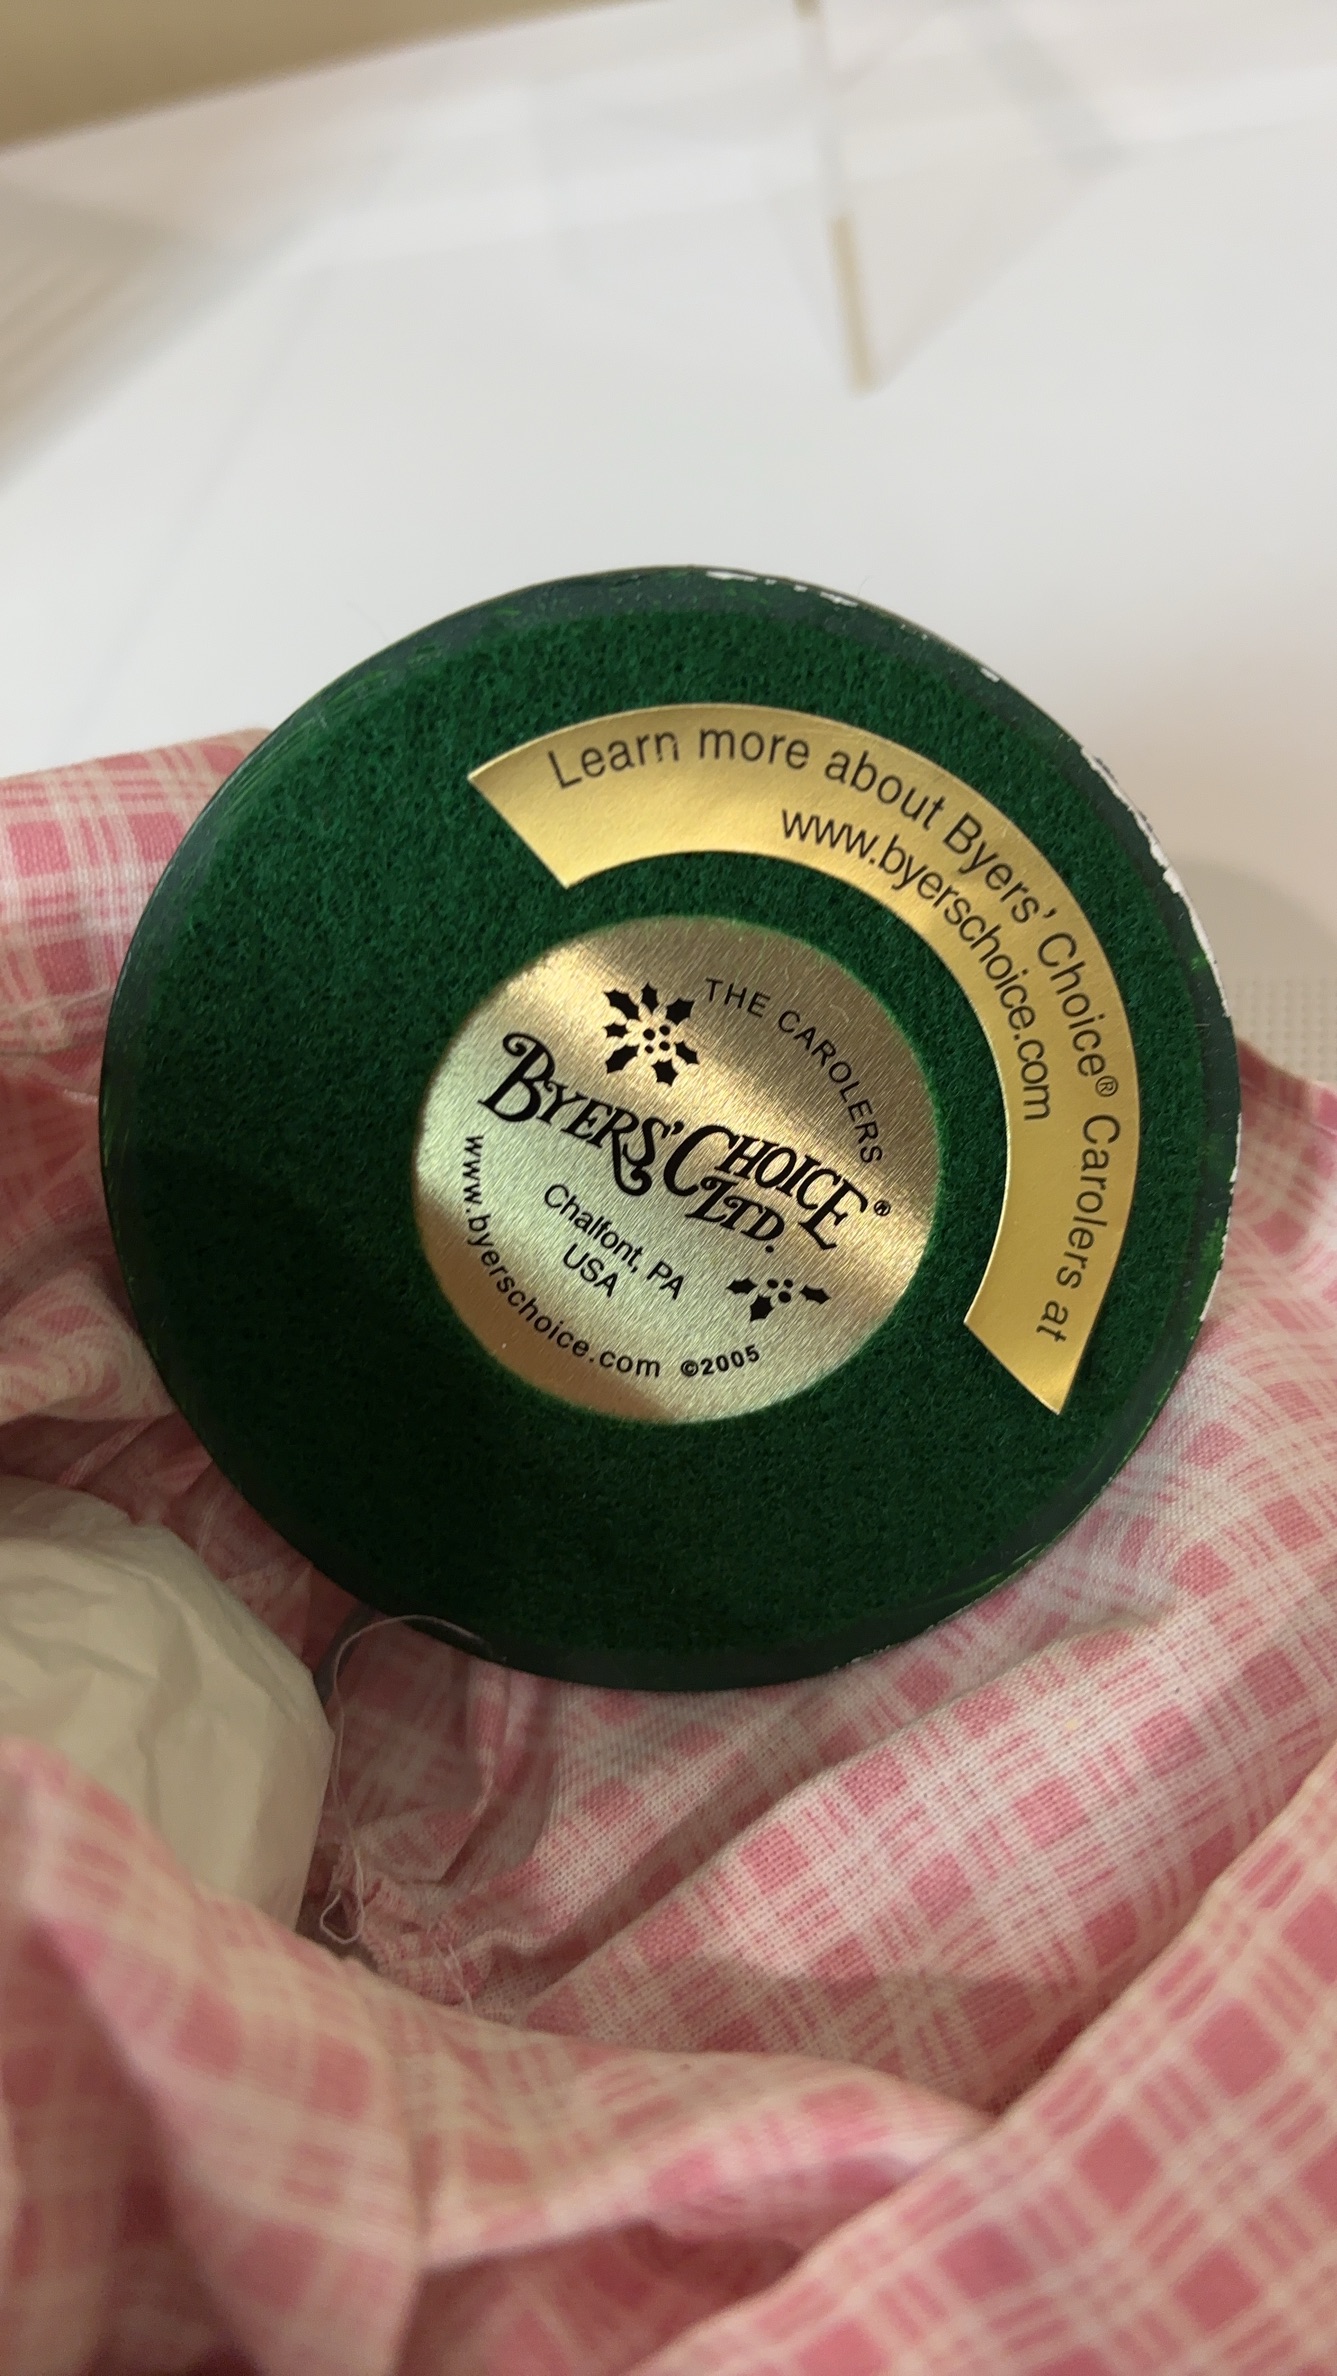 Learn more about Byers' Choice® Carolers at
www.byerschoice.com
THE CAROLERS
BYERS' CHOICE®
LTD.
Chalfont, PA
USA
www.byerschoice.com ©2005